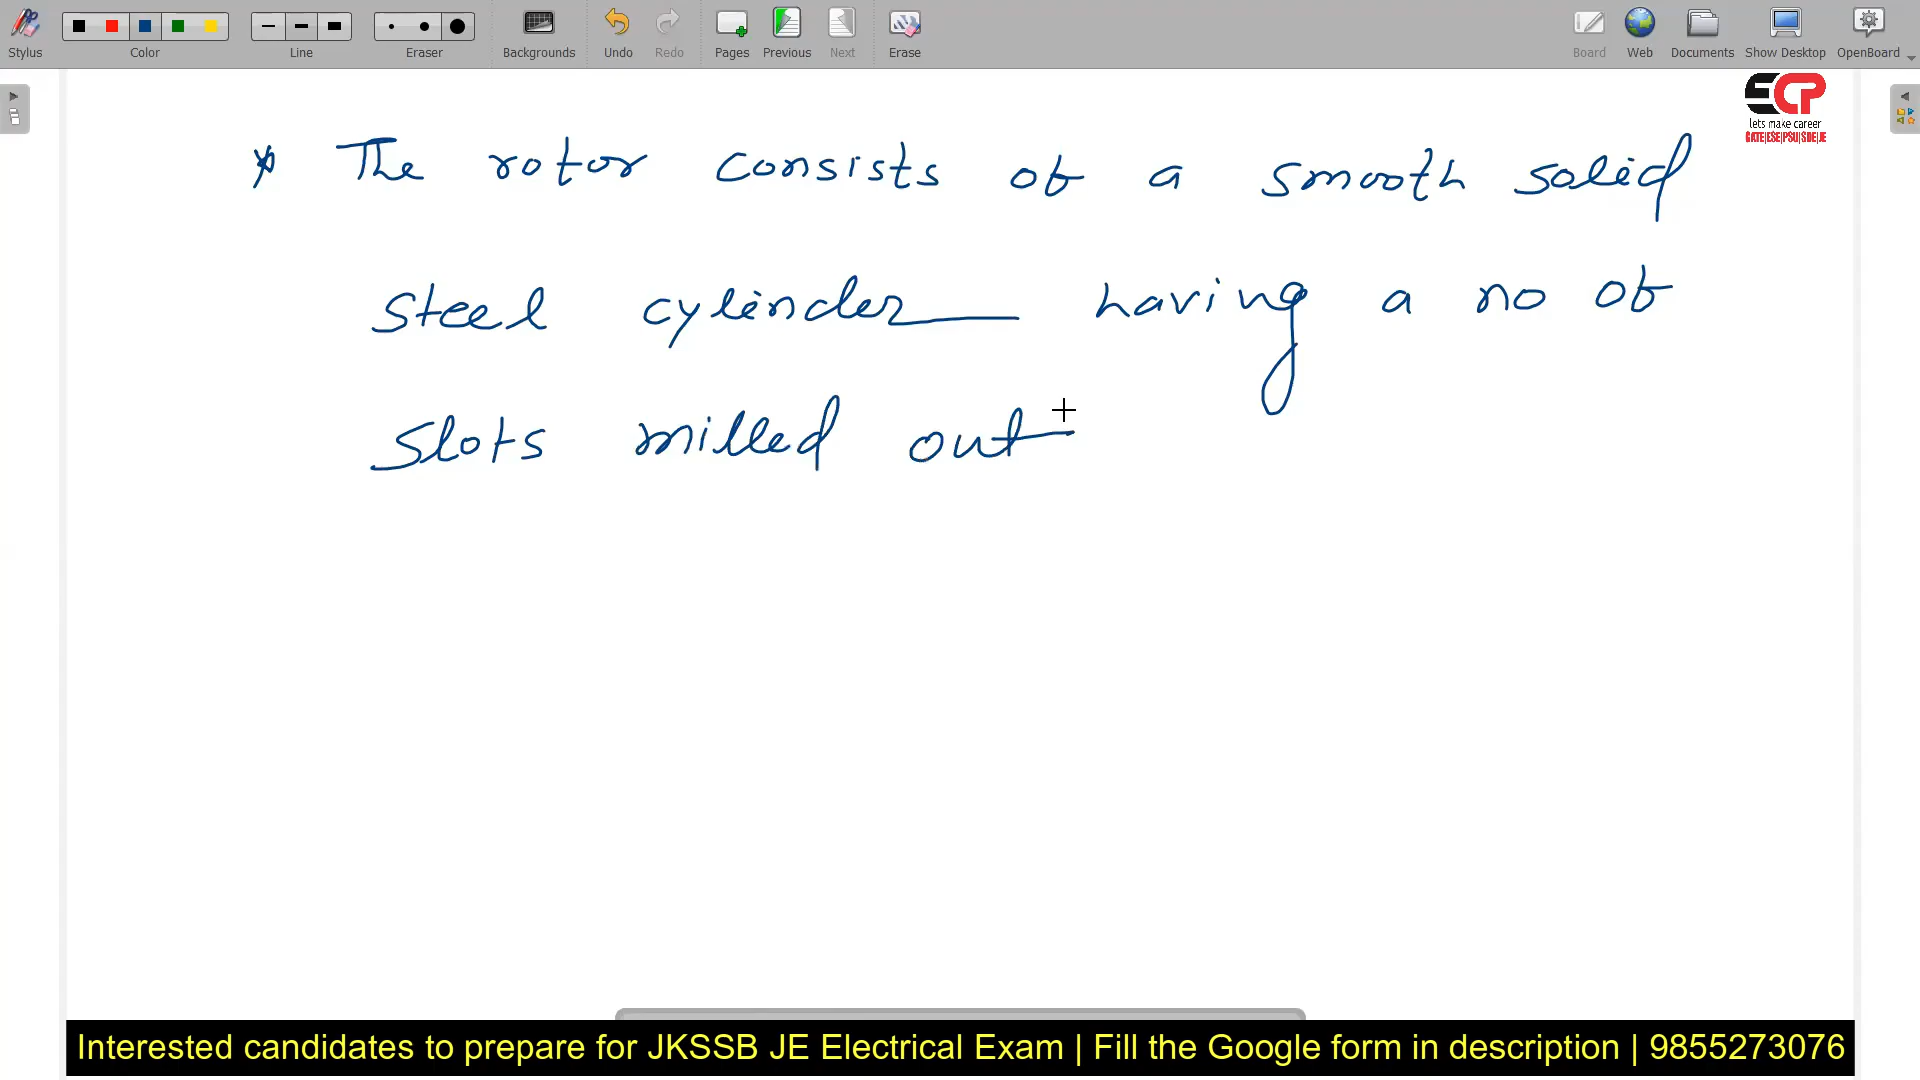 Stylus Color Line Eraser Backgrounds Undo Redo Pages Previous Next Erase Board Web Documents Show Desktop OpenBoard
ECP
lets make career
GATE|ESE|PSU|SSE|JE
* The rotor consists of a smooth solid
steel cylinder having a no of
slots milled out
Interested candidates to prepare for JKSSB JE Electrical Exam | Fill the Google form in description | 9855273076